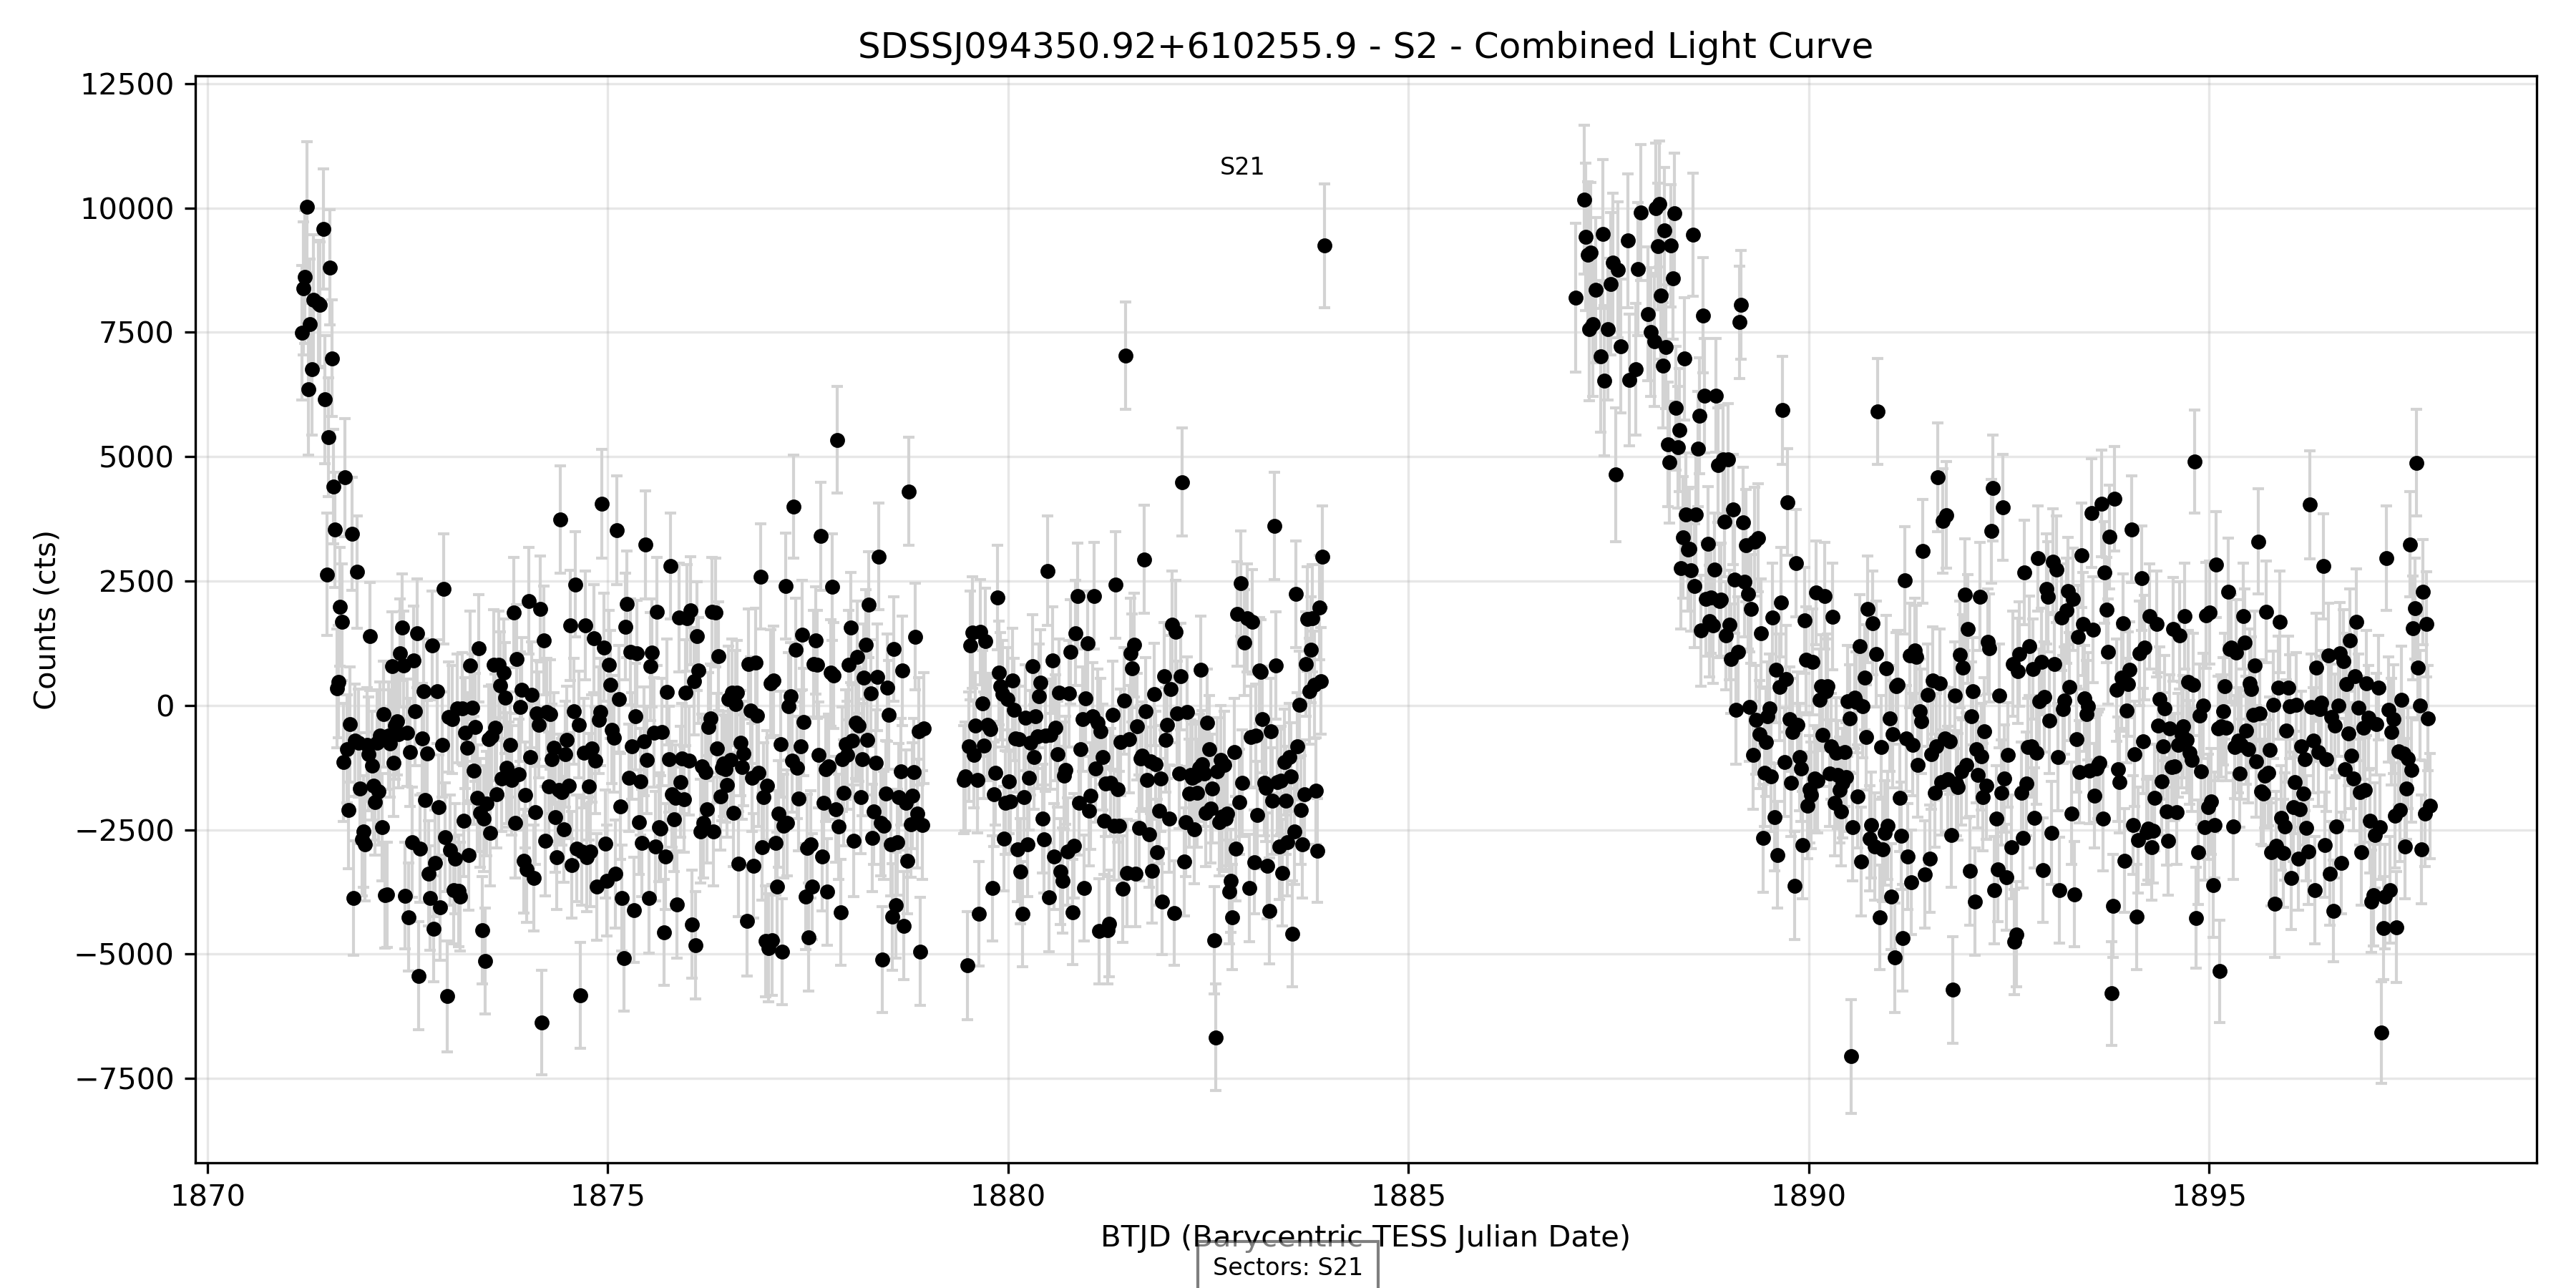 SDSSJ094350.92+610255.9 - S2 - Combined Light Curve
12500
10000
7500
5000
2500
0
−2500
−5000
−7500
Counts (cts)
S21
1870 1875 1880 1885 1890 1895
BTJD (Barycentric TESS Julian Date)
Sectors: S21